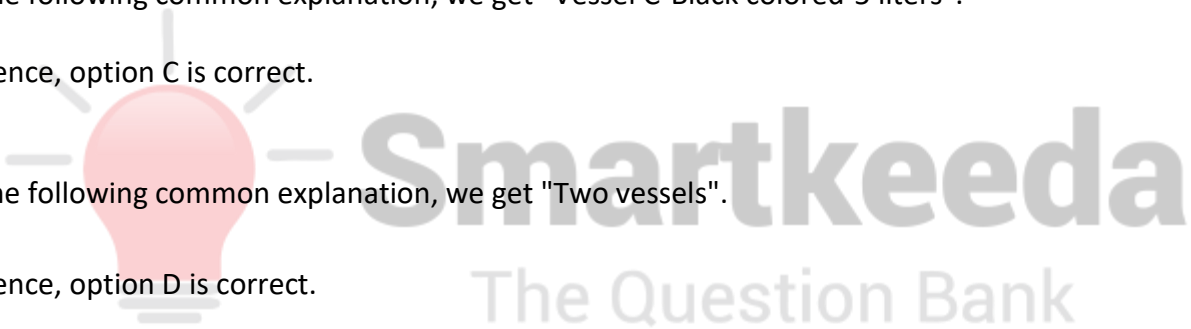 he following common explanation, we get "Vessel C-Black colored-5 liters".
ence, option C is correct.
Smartkeeda
he following common explanation, we get "Two vessels".
The Question Bank
ence, option D is correct.